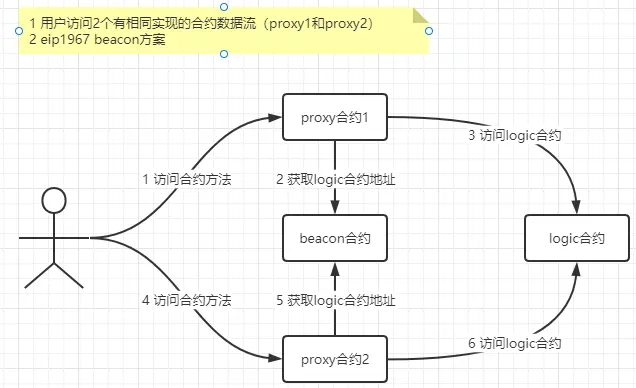 1 用户访问2个有相同实现的合约数据流（proxy1和proxy2）
2 eip1967 beacon方案
proxy合约1
3 访问logic合约
1 访问合约方法
2 获取logic合约地址
beacon合约
logic合约
4 访问合约方法
5 获取logic合约地址
6 访问logic合约
proxy合约2